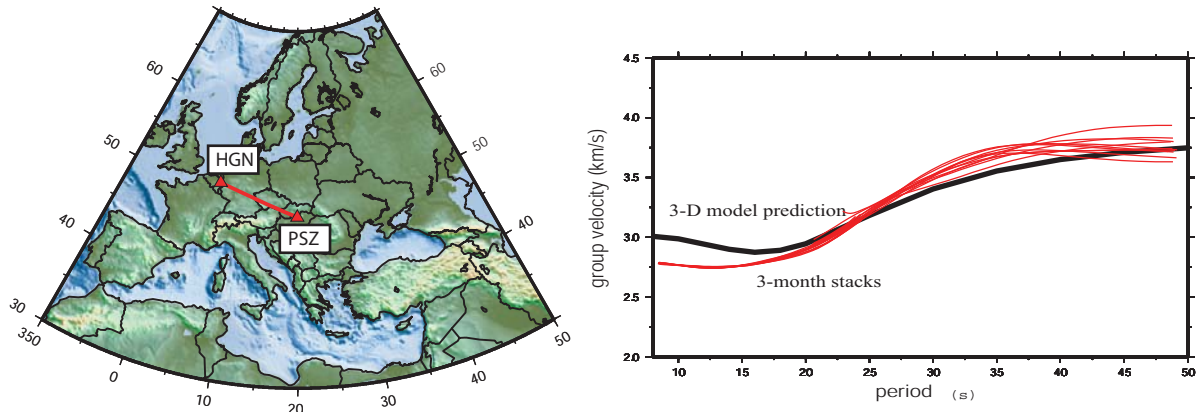 60
60
50
50
HGN
40
40
PSZ
30
350
0
10
20
30
40
50
4.5
4.0
3.5
3.0
2.5
2.0
group velocity (km/s)
3-D model prediction
3-month stacks
10 15 20 25 30 35 40 45 50
period (s)